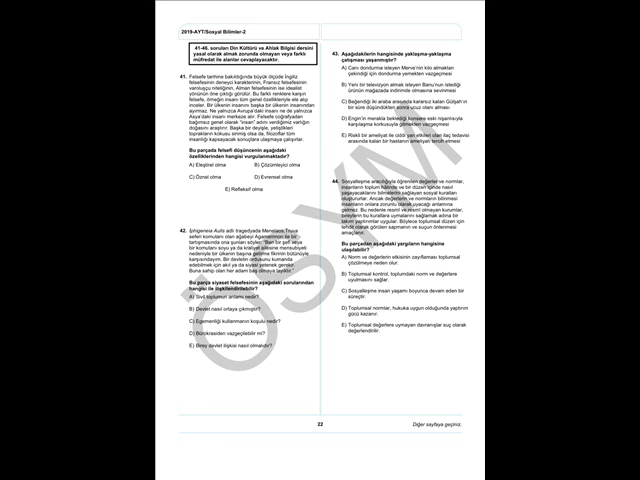 2019-AYT/Sosyal Bilimler-2
41-46. soruları Din Kültürü ve Ahlak Bilgisi dersini
yasal olarak almak zorunda olmayan veya farklı
müfredat ile alanlar cevaplayacaktır.
41. Felsefe tarihine bakıldığında büyük ölçüde İngiliz
felsefesinin deneyci karakterinin, Fransız felsefesinin
varoluşçu niteliğinin, Alman felsefesinin ise idealist
yönünün öne çıktığı görülür. Bu farklı renklere karşın
felsefe, örneğin insanı tüm genel özellikleriyle ele alıp
inceler. Bir ülkenin insanını başka bir ülkenin insanından
ayırmaz. Ne yalnızca Avrupa'daki insanı ne de yalnızca
Asya'daki insanı merkeze alır. Felsefe coğrafyadan
bağımsız genel olarak "insan" adını verdiğimiz varlığın
doğasını araştırır. Başka bir deyişle, yetiştikleri
toprakların kokusu sinmiş olsa da, filozoflar tüm
insanlığı kapsayacak sonuçlara ulaşmaya çalışırlar.
Bu parçada felsefi düşüncenin aşağıdaki
özelliklerinden hangisi vurgulanmaktadır?
A) Eleştirel olma
B) Çözümleyici olma
C) Öznel olma
D) Evrensel olma
E) Refleksif olma
42. İphigeneia Aulis adlı tragedyada Menelaos, Truva
seferi komutanı olan ağabeyi Agamemnon ile bir
tartışmasında ona şunları söyler: "Ben bir şefi veya
bir komutanı soyu ya da kraliyet ailesine mensubiyeti
nedeniyle bir ülkenin başına getirme fikrinin bütünüyle
karşısındayım. Bir devletin ordusunu kumanda
edebilmek için akıl ya da siyasi yetenek gerekir.
Buna sahip olan her adam baş olmaya layıktır."
Bu parça siyaset felsefesinin aşağıdaki sorularından
hangisi ile ilişkilendirilebilir?
A) Sivil toplumun anlamı nedir?
B) Devlet nasıl ortaya çıkmıştır?
C) Egemenliği kullanmanın koşulu nedir?
D) Bürokrasiden vazgeçilebilir mi?
E) Birey devlet ilişkisi nasıl olmalıdır?
43. Aşağıdakilerin hangisinde yaklaşma-yaklaşma
çatışması yaşanmıştır?
A) Canı dondurma isteyen Merve'nin kilo almaktan
çekindiği için dondurma yemekten vazgeçmesi
B) Yeni bir televizyon almak isteyen Banu'nun istediği
ürünün mağazada indirimde olmasına sevinmesi
C) Beğendiği iki araba arasında kararsız kalan Gülşah'ın
bir süre düşündükten sonra ucuz olanı alması
D) Engin'in merakla beklediği konsere eski nişanlısıyla
karşılaşma korkusuyla gitmekten vazgeçmesi
E) Riskli bir ameliyat ile ciddi yan etkileri olan ilaç tedavisi
arasında kalan bir hastanın ameliyatı tercih etmesi
44. Sosyalleşme aracılığıyla öğrenilen değerler ve normlar,
insanların toplum hâlinde ve bir düzen içinde nasıl
yaşayacaklarını bilmelerini sağlayan sosyal kuralları
oluştururlar. Ancak değerlerin ve normların bilinmesi
insanların onlara zorunlu olarak uyacağı anlamına
gelmez. Bu nedenle resmî ve resmî olmayan kurumlar,
bireylerin bu kurallara uymalarını sağlamak adına bir
takım yaptırımlar uygular. Böylece toplumsal düzen için
tehdit olarak görülen sapmanın ve suçun önlenmesi
amaçlanır.
Bu parçadan aşağıdaki yargıların hangisine
ulaşılabilir?
A) Norm ve değerlerin etkisinin zayıflaması toplumsal
çözülmeye neden olur.
B) Toplumsal kontrol, toplumdaki norm ve değerlere
uyulmasını sağlar.
C) Sosyalleşme insan yaşamı boyunca devam eden bir
süreçtir.
D) Toplumsal normlar, hukuka uygun olduğunda yaptırım
gücü kazanır.
E) Toplumsal değerlere uymayan davranışlar suç olarak
değerlendirilir.
ÖSYM
22
Diğer sayfaya geçiniz.